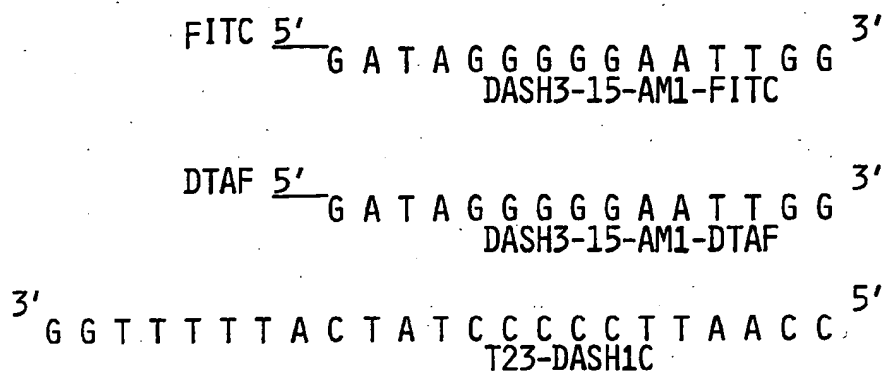 FITC 5' 3'
G A T A G G G G G A A T T G G
DASH3-15-AM1-FITC
DTAF 5' 3'
G A T A G G G G G A A T T G G
DASH3-15-AM1-DTAF
3' 5'
G G T T T T T A C T A T C C C C C T T A A C C
T23-DASH1C